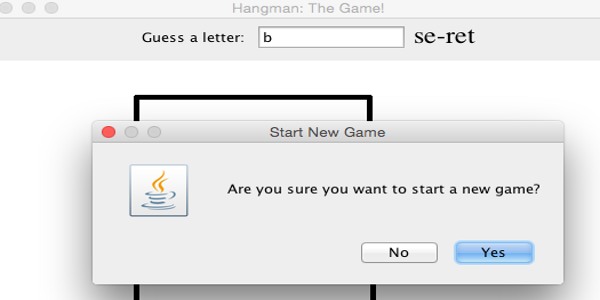 Hangman: The Game!
Guess a letter: b se-ret
Start New Game
Are you sure you want to start a new game?
No Yes